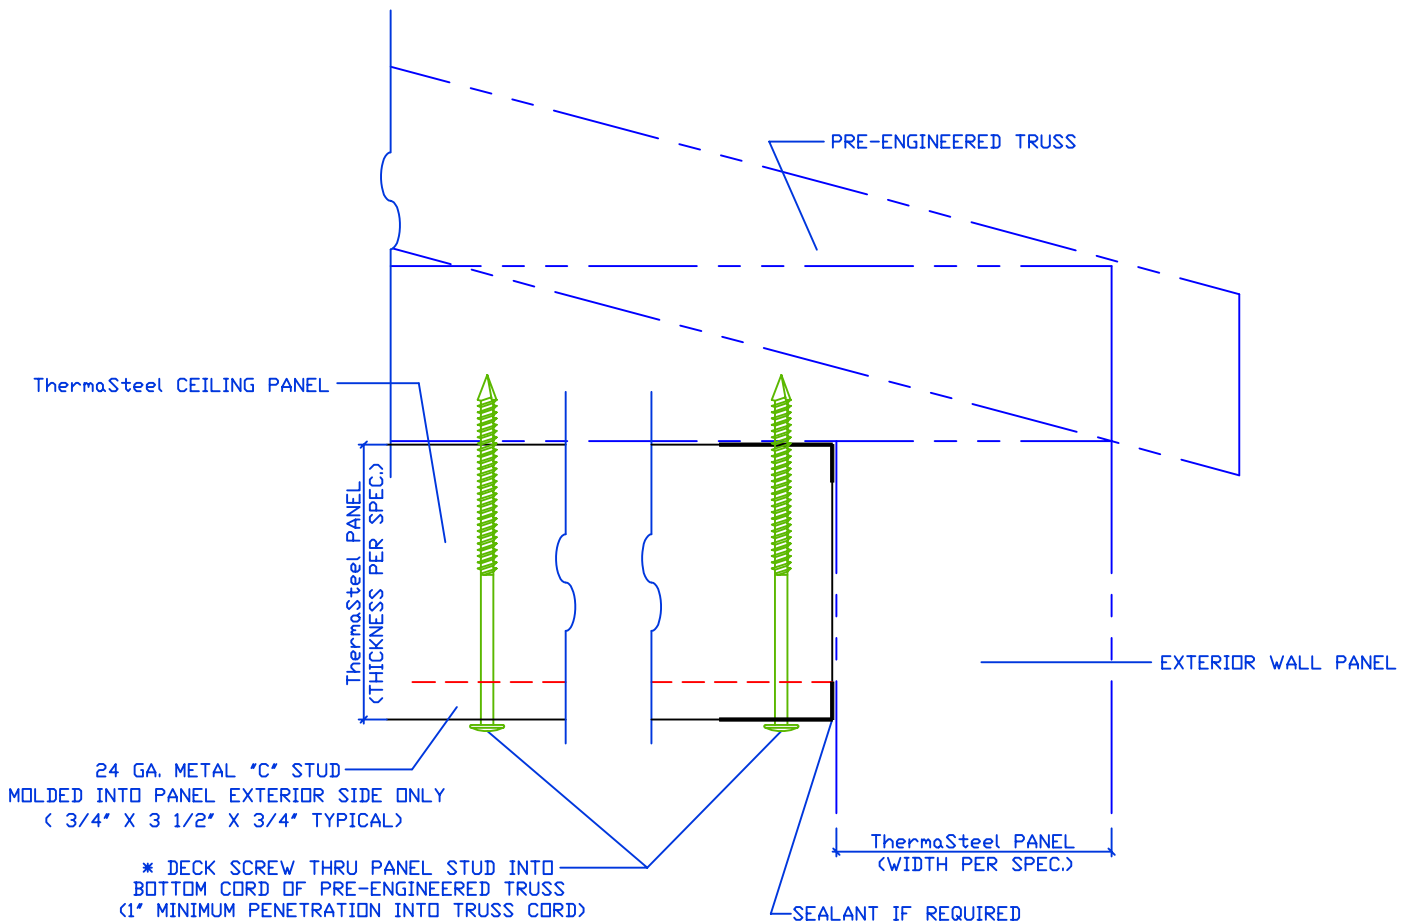 PRE-ENGINEERED TRUSS
ThermaSteel CEILING PANEL
ThermaSteel PANEL
(THICKNESS PER SPEC.)
EXTERIOR WALL PANEL
24 GA. METAL "C" STUD
MOLDED INTO PANEL EXTERIOR SIDE ONLY
( 3/4" X 3 1/2" X 3/4" TYPICAL)
ThermaSteel PANEL
(WIDTH PER SPEC.)
* DECK SCREW THRU PANEL STUD INTO
BOTTOM CORD OF PRE-ENGINEERED TRUSS
(1" MINIMUM PENETRATION INTO TRUSS CORD)
SEALANT IF REQUIRED